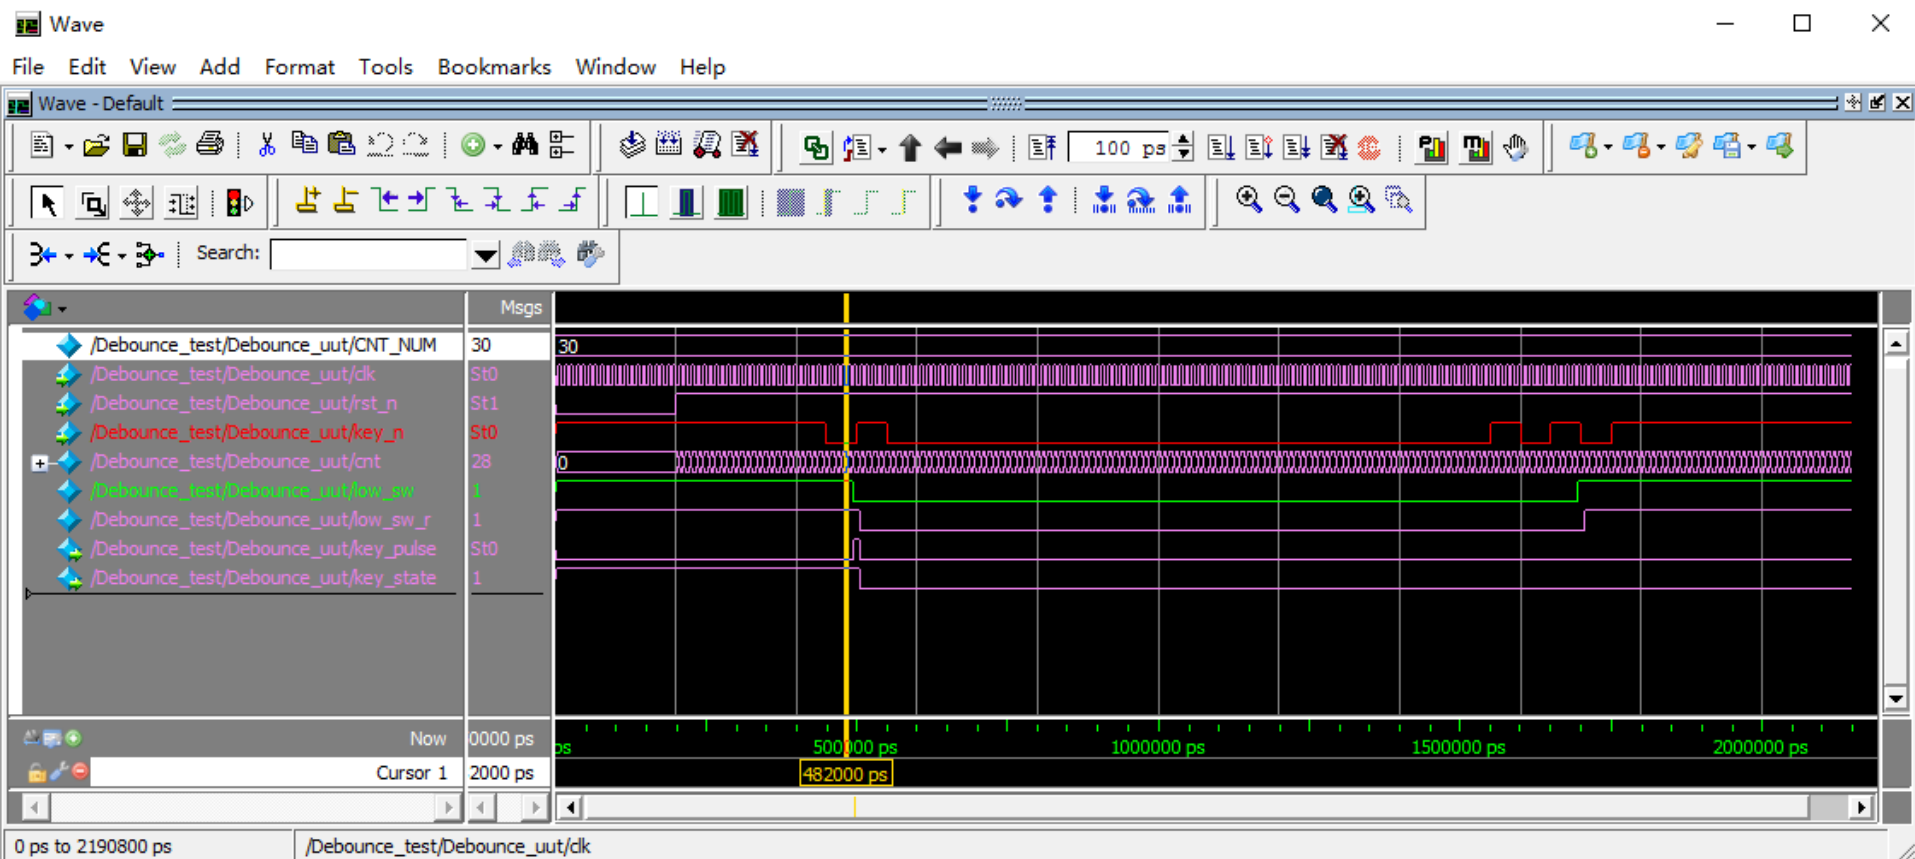 Wave
File Edit View Add Format Tools Bookmarks Window Help
Wave - Default
100 ps
Search:
Msgs
/Debounce_test/Debounce_uut/CNT_NUM 30 30
/Debounce_test/Debounce_uut/clk St0
/Debounce_test/Debounce_uut/rst_n St1
/Debounce_test/Debounce_uut/key_n St0
/Debounce_test/Debounce_uut/cnt 28 0
/Debounce_test/Debounce_uut/low_sw 1
/Debounce_test/Debounce_uut/low_sw_r 1
/Debounce_test/Debounce_uut/key_pulse St0
/Debounce_test/Debounce_uut/key_state 1
Now 0000 ps ps 500000 ps 1000000 ps 1500000 ps 2000000 ps
Cursor 1 2000 ps 482000 ps
0 ps to 2190800 ps /Debounce_test/Debounce_uut/clk